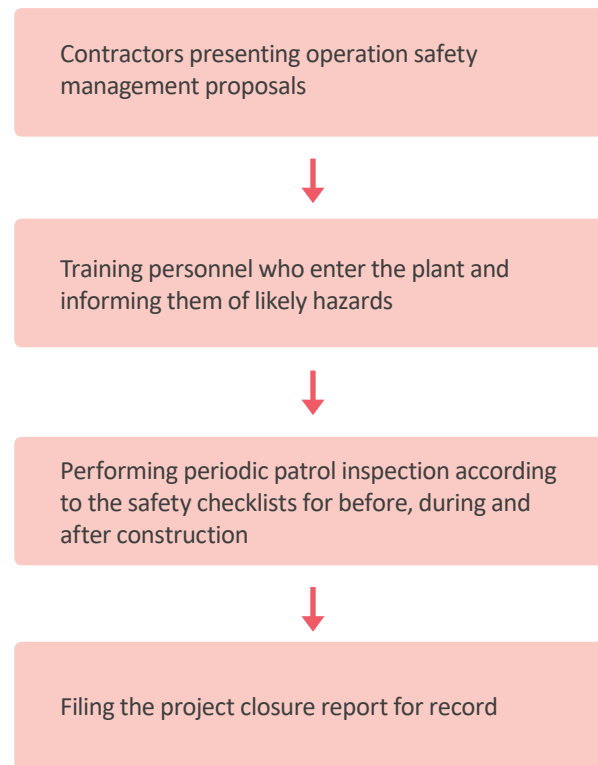 Contractors presenting operation safety
management proposals
Training personnel who enter the plant and
informing them of likely hazards
Performing periodic patrol inspection according
to the safety checklists for before, during and
after construction
Filing the project closure report for record